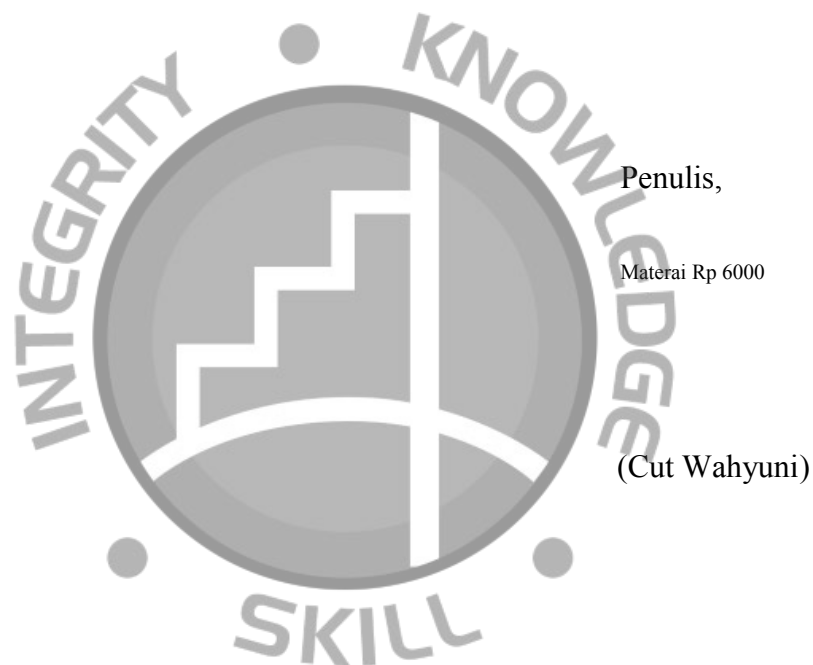 INTEGRITY
KNOWLEDGE
Penulis,
Materai Rp 6000
(Cut Wahyuni)
SKILL